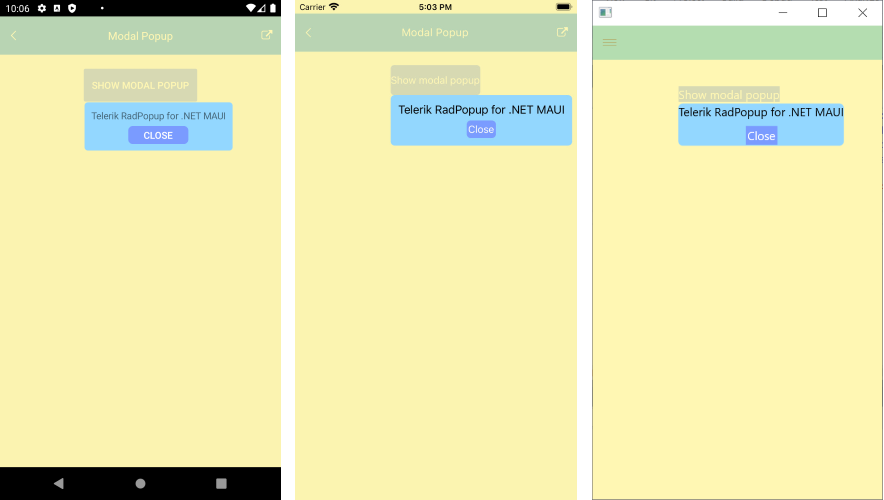 10:06
Modal Popup
SHOW MODAL POPUP
Telerik RadPopup for .NET MAUI
CLOSE
Carrier
5:03 PM
Modal Popup
Show modal popup
Telerik RadPopup for .NET MAUI
Close
Show modal popup
Telerik RadPopup for .NET MAUI
Close